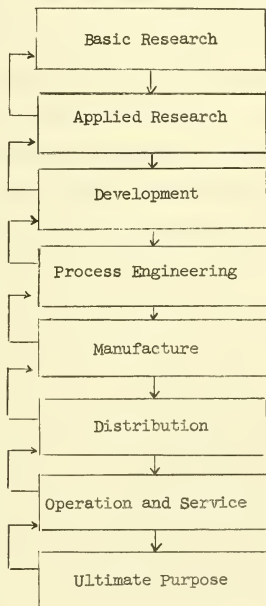 Basic Research
Applied Research
Development
Process Engineering
Manufacture
Distribution
Operation and Service
Ultimate Purpose